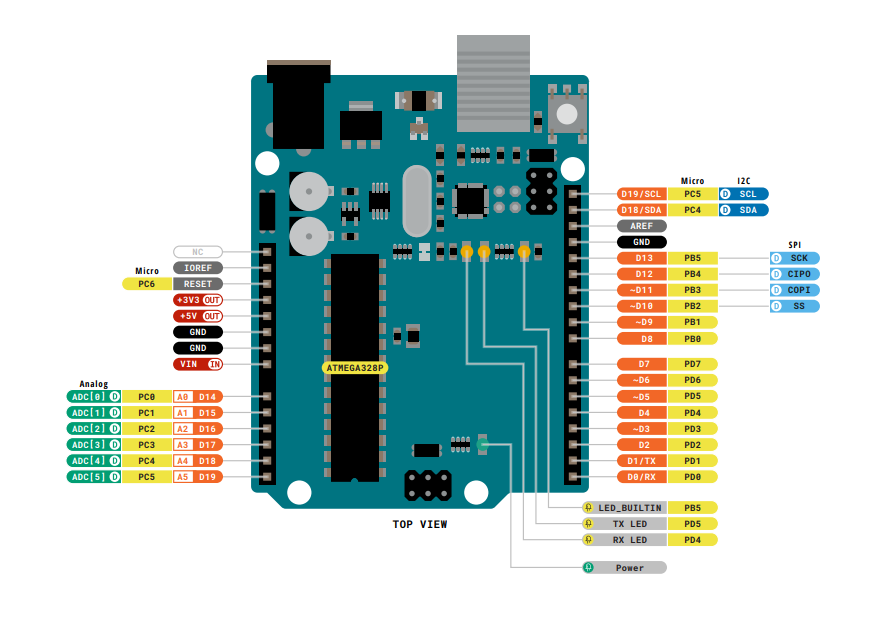 Micro I2C
D19/SCL PC5 D SCL
D18/SDA PC4 D SDA
AREF
GND
SPI
D13 PB5 D SCK
D12 PB4 D CIPO
~D11 PB3 D COPI
~D10 PB2 D SS
~D9 PB1
D8 PB0
D7 PD7
~D6 PD6
~D5 PD5
D4 PD4
~D3 PD3
D2 PD2
D1/TX PD1
D0/RX PD0
NC
IOREF
Micro
PC6 RESET
+3V3 OUT
+5V OUT
GND
GND
VIN IN
Analog
ADC[0] D PC0 A0 D14
ADC[1] D PC1 A1 D15
ADC[2] D PC2 A2 D16
ADC[3] D PC3 A3 D17
ADC[4] D PC4 A4 D18
ADC[5] D PC5 A5 D19
ATMEGA328P
TOP VIEW
LED_BUILTIN PB5
TX LED PD5
RX LED PD4
Power